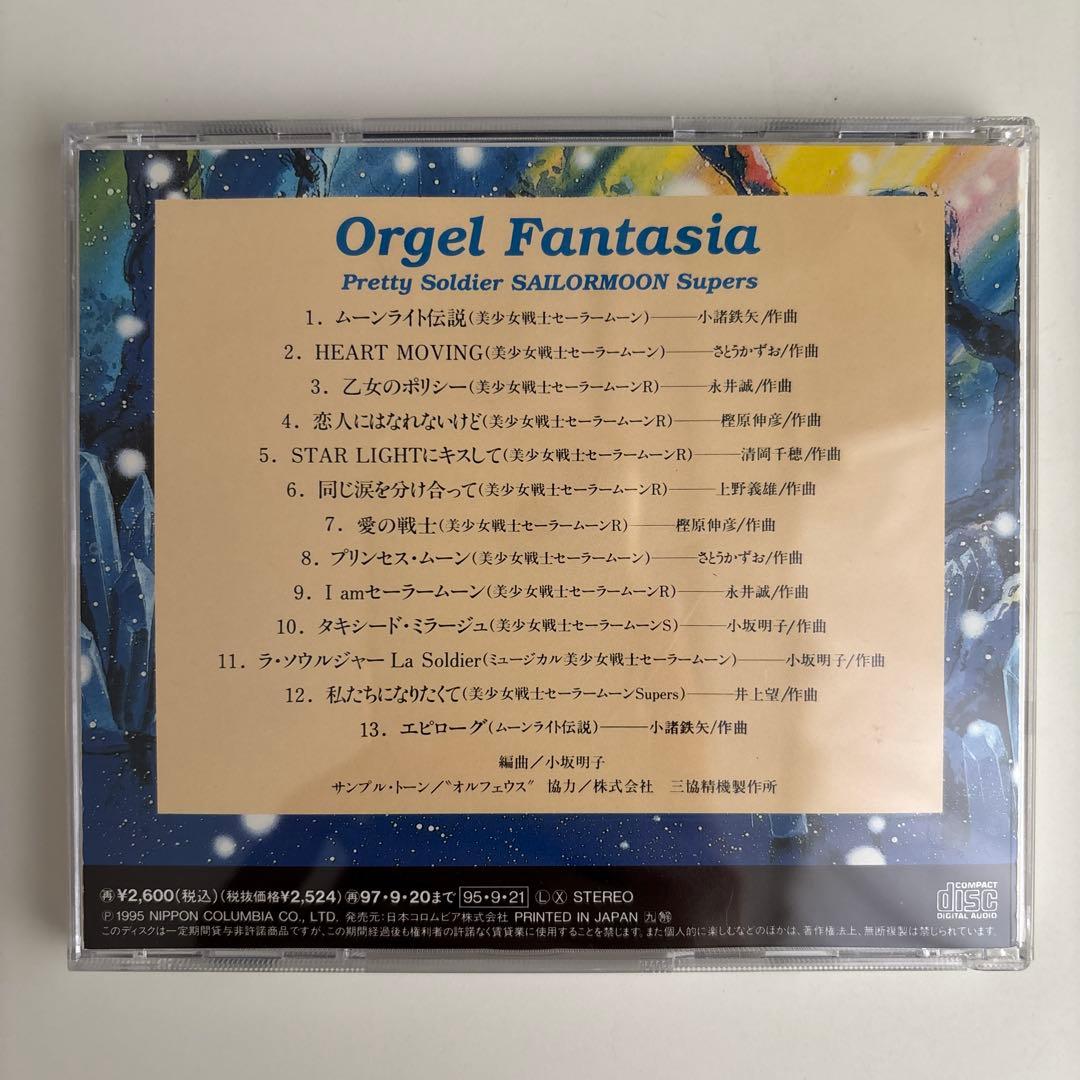 Orgel Fantasia
Pretty Soldier SAILORMOON Supers
1．ムーンライト伝説(美少女戦士セーラームーン)――小諸鉄矢/作曲
2．HEART MOVING(美少女戦士セーラームーン)――さとうかずお/作曲
3．乙女のポリシー(美少女戦士セーラームーンR)――永井誠/作曲
4．恋人にはなれないけど(美少女戦士セーラームーンR)――樫原伸彦/作曲
5．STAR LIGHTにキスして(美少女戦士セーラームーンR)――清岡千穂/作曲
6．同じ涙を分け合って(美少女戦士セーラームーンR)――上野義雄/作曲
7．愛の戦士(美少女戦士セーラームーンR)――樫原伸彦/作曲
8．プリンセス・ムーン(美少女戦士セーラームーン)――さとうかずお/作曲
9．I amセーラームーン(美少女戦士セーラームーンR)――永井誠/作曲
10．タキシード・ミラージュ(美少女戦士セーラームーンS)――小坂明子/作曲
11．ラ・ソウルジャー La Soldier(ミュージカル美少女戦士セーラームーン)――小坂明子/作曲
12．私たちになりたくて(美少女戦士セーラームーンSupers)――井上望/作曲
13．エピローグ(ムーンライト伝説)――小諸鉄矢/作曲
編曲／小坂明子
サンプル・トーン／"オルフェウス" 協力／株式会社 三協精機製作所
再¥2,600(税込)(税抜価格¥2,524)再97・9・20まで 95・9・21 Ⓛ Ⓧ STEREO
Ⓟ 1995 NIPPON COLUMBIA CO., LTD. 発売元:日本コロムビア株式会社 PRINTED IN JAPAN 九
このディスクは一定期間貸与非許諾商品ですが、この期間経過後も権利者の許諾なく賃貸業に使用することを禁じます。また個人的に楽しむなどのほかは、著作権法上、無断複製は禁じられています。
COMPACT
disc
DIGITAL AUDIO